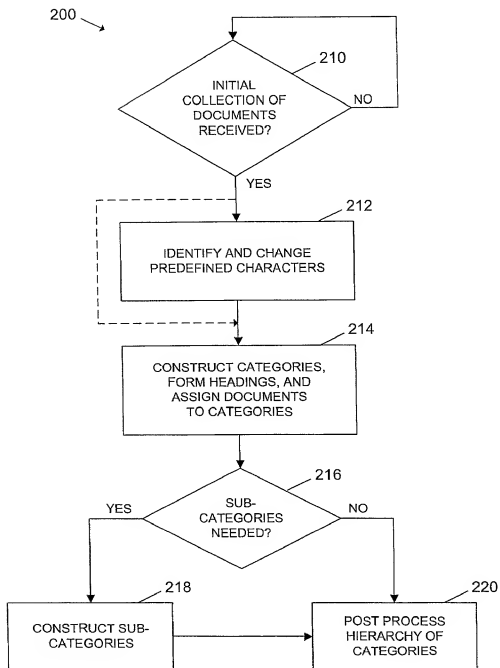 200
210
INITIAL
COLLECTION OF
DOCUMENTS
RECEIVED?
NO
YES
212
IDENTIFY AND CHANGE
PREDEFINED CHARACTERS
214
CONSTRUCT CATEGORIES,
FORM HEADINGS, AND
ASSIGN DOCUMENTS
TO CATEGORIES
216
SUB-
CATEGORIES
NEEDED?
YES
NO
218
CONSTRUCT SUB-
CATEGORIES
220
POST PROCESS
HIERARCHY OF
CATEGORIES